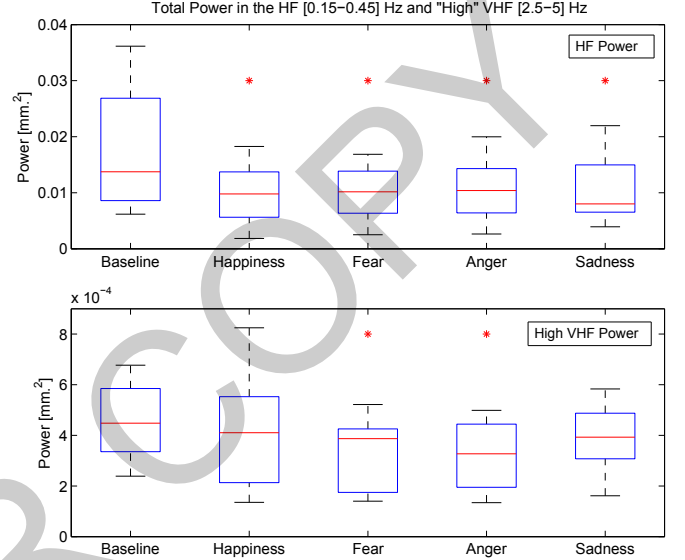 Total Power in the HF [0.15−0.45] Hz and "High" VHF [2.5−5] Hz
0.04
0.03
0.02
0.01
0
Power [mm.²]
HF Power
Baseline Happiness Fear Anger Sadness
x 10⁻⁴
8
6
4
2
0
Power [mm.²]
High VHF Power
Baseline Happiness Fear Anger Sadness
COPY